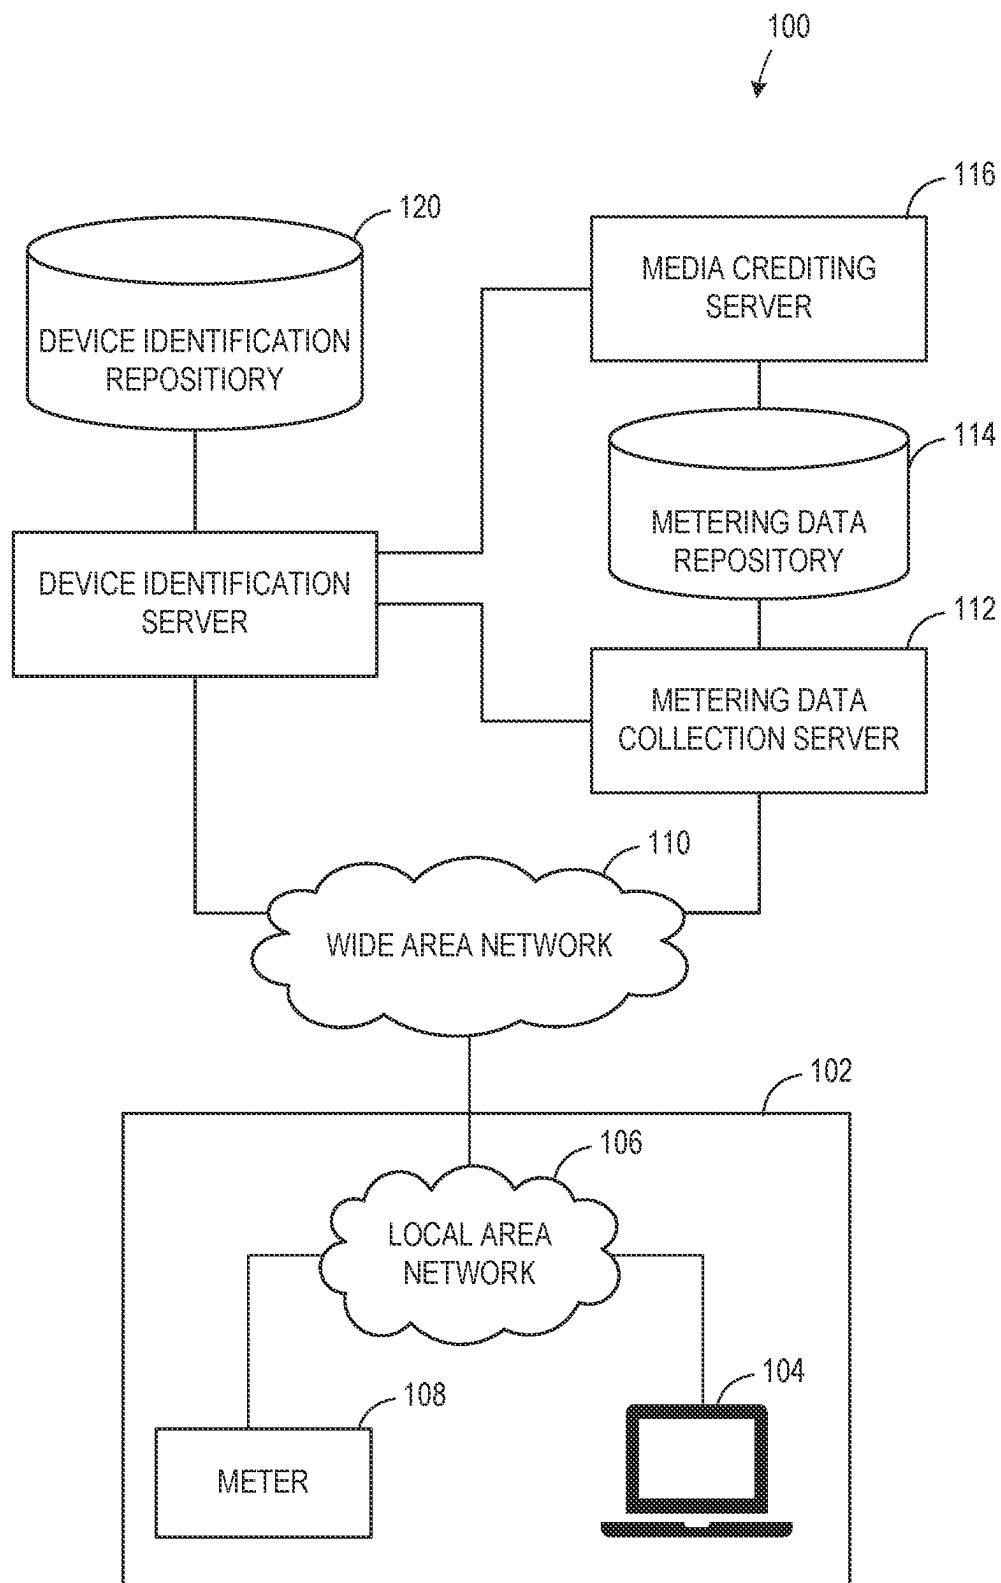 100
116
120
MEDIA CREDITING
SERVER
DEVICE IDENTIFICATION
REPOSITIORY
114
METERING DATA
REPOSITORY
DEVICE IDENTIFICATION
SERVER
112
METERING DATA
COLLECTION SERVER
110
WIDE AREA NETWORK
102
106
LOCAL AREA
NETWORK
104
108
METER